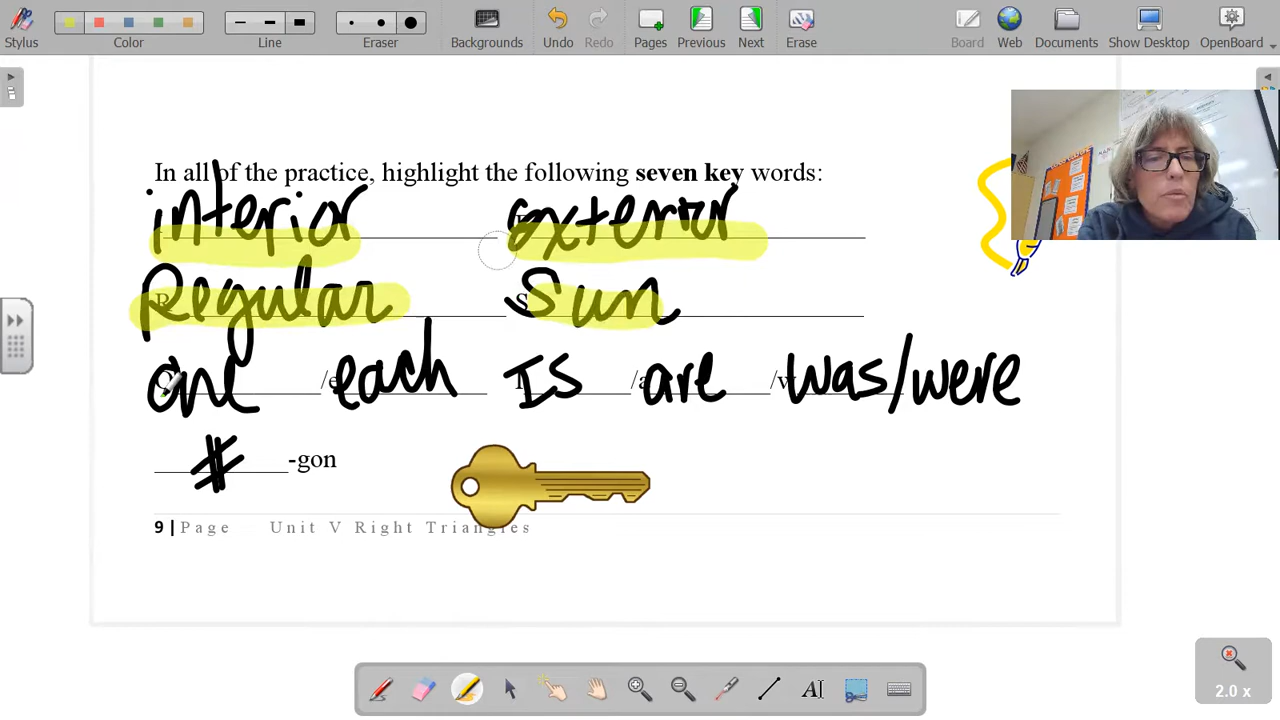 Stylus Color Line Eraser Backgrounds Undo Redo Pages Previous Next Erase Board Web Documents Show Desktop OpenBoard
In all of the practice, highlight the following seven key words:
interior exterior
Regular Sum
one /each Is /are /was/were
# -gon
9 | Page Unit V Right Triangles
2.0 x